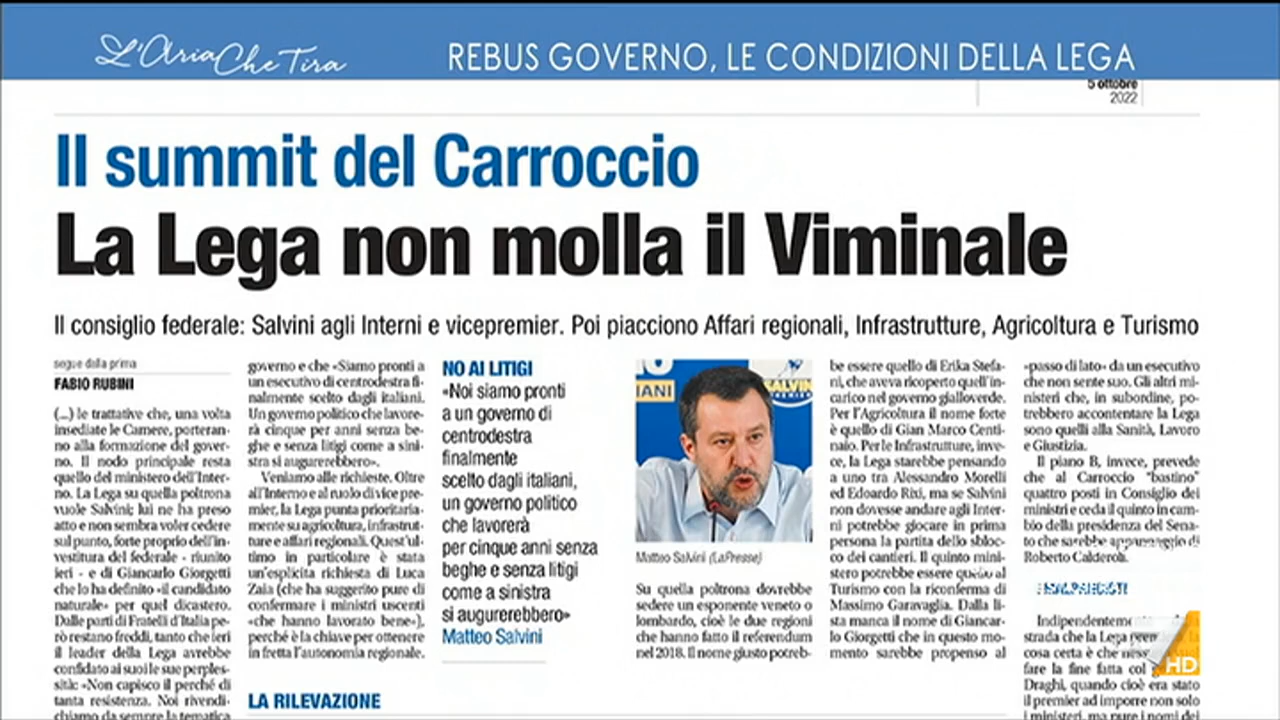 L'Aria Che Tira
REBUS GOVERNO, LE CONDIZIONI DELLA LEGA
5 ottobre
2022
Il summit del Carroccio
La Lega non molla il Viminale
Il consiglio federale: Salvini agli Interni e vicepremier. Poi piacciono Affari regionali, Infrastrutture, Agricoltura e Turismo
segue dalla prima
FABIO RUBINI
(...) le trattative che, una volta
insediate le Camere, porteran-
no alla formazione del gover-
no. Il nodo principale resta
quello del ministero dell'Inter-
no. La Lega su quella poltrona
vuole Salvini; lui ne ha preso
atto e non sembra voler cedere
sul punto, forte proprio dell'in-
vestitura del federale - riunito
ieri - e di Giancarlo Giorgetti
che lo ha definito «il candidato
naturale» per quel dicastero.
Dalle parti di Fratelli d'Italia pe-
rò restano freddi, tanto che ieri
il leader della Lega avrebbe
confidato ai suoi le sue perples-
sità: «Non capisco il perché di
tanta resistenza. Noi rivendi-
chiamo da sempre la tematica
governo e che «Siamo pronti a
un esecutivo di centrodestra fi-
nalmente scelto dagli italiani.
Un governo politico che lavore-
rà cinque per anni senza be-
ghe e senza litigi come a sini-
stra si augurerebbero».
Veniamo alle richieste. Oltre
all'Interno e al ruolo di vice pre-
mier, la Lega punta prioritaria-
mente su agricoltura, infrastrut-
ture e affari regionali. Quest'ul-
timo in particolare è stata
un'esplicita richiesta di Luca
Zaia (che ha suggerito pure di
confermare i ministri uscenti
«che hanno lavorato bene»),
perché è la chiave per ottenere
in fretta l'autonomia regionale.
LA RILEVAZIONE
NO AI LITIGI
«Noi siamo pronti
a un governo di
centrodestra
finalmente
scelto dagli italiani,
un governo politico
che lavorerà
per cinque anni senza
beghe e senza litigi
come a sinistra
si augurerebbero»
Matteo Salvini
IANI
SALVINI
Matteo Salvini (LaPresse)
Su quella poltrona dovrebbe
sedere un esponente veneto o
lombardo, cioè le due regioni
che hanno fatto il referendum
nel 2018. Il nome giusto potreb-
be essere quello di Erika Stefa-
ni, che aveva ricoperto quell'in-
carico nel governo gialloverde.
Per l'Agricoltura il nome forte
è quello di Gian Marco Centi-
naio. Per le Infrastrutture, inve-
ce, la Lega starebbe pensando
a uno tra Alessandro Morelli
ed Edoardo Rixi, ma se Salvini
non dovesse andare agli Inter-
ni potrebbe giocare in prima
persona la partita dello sbloc-
co dei cantieri. Il quinto mini-
stero potrebbe essere quello al
Turismo con la riconferma di
Massimo Garavaglia. Dalla li-
sta manca il nome di Giancar-
lo Giorgetti che in questo mo-
mento sarebbe propenso al
«passo di lato» da un esecutivo
che non sente suo. Gli altri mi-
nisteri che, in subordine, po-
trebbero accontentare la Lega
sono quelli alla Sanità, Lavoro
e Giustizia.
Il piano B, invece, prevede
che al Carroccio "bastino"
quattro posti in Consiglio dei
ministri e ceda il quinto in cam-
bio della presidenza del Sena-
to che sarebbe appannaggio di
Roberto Calderoli.
Indipendentemente
strada che la Lega
cosa certa è che
fare la fine fatta col
Draghi, quando cioè era stato
il premier ad imporre non solo
i ministeri, ma pure i nomi dei
HD